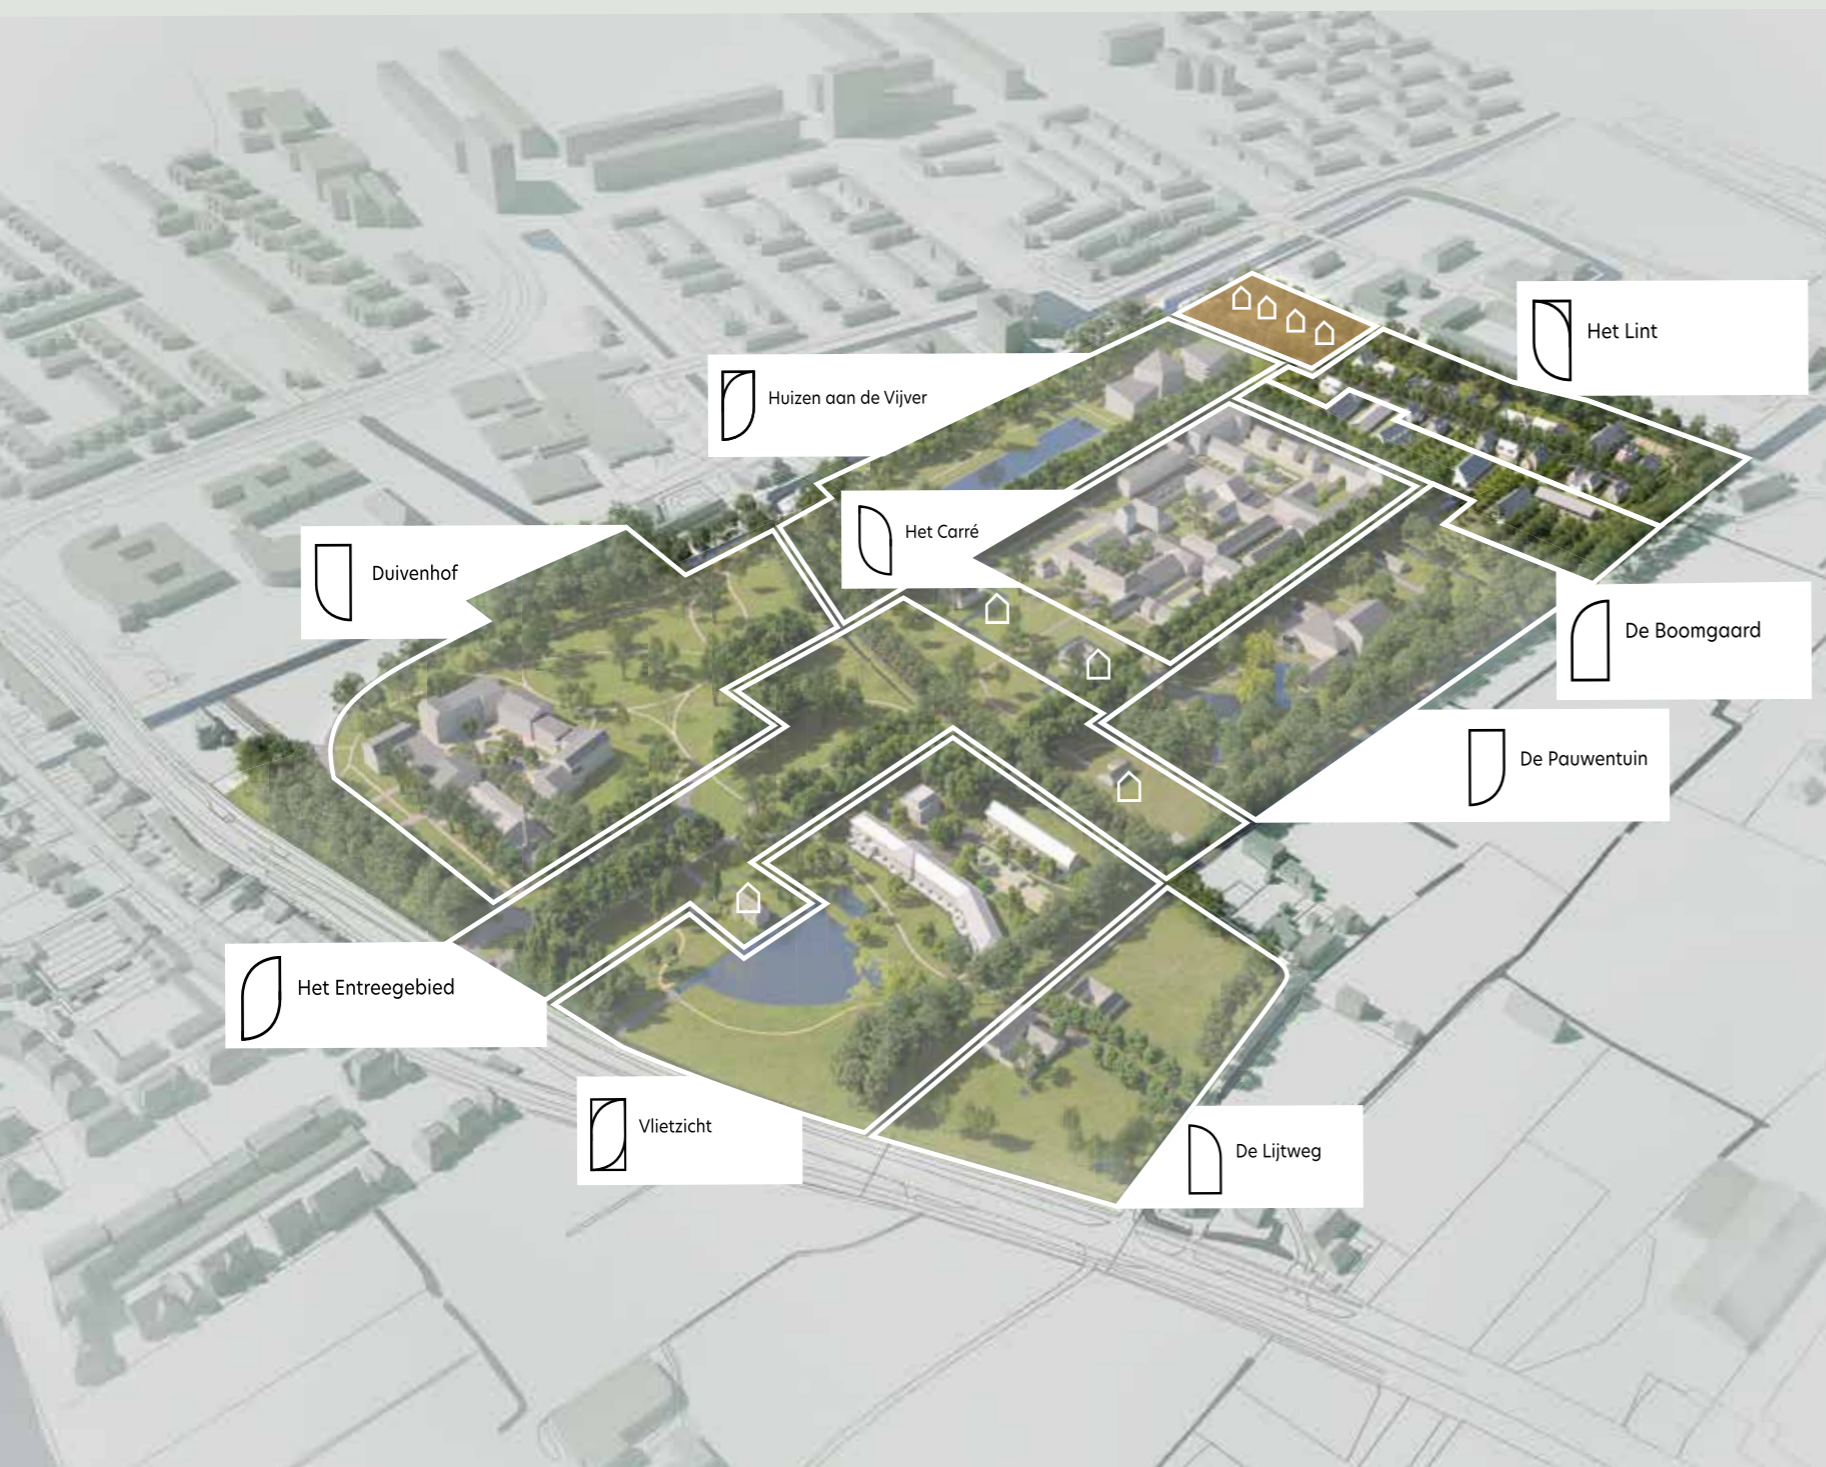 Het Lint
Huizen aan de Vijver
Het Carré
Duivenhof
De Boomgaard
De Pauwentuin
Het Entreegebied
Vlietzicht
De Lijtweg